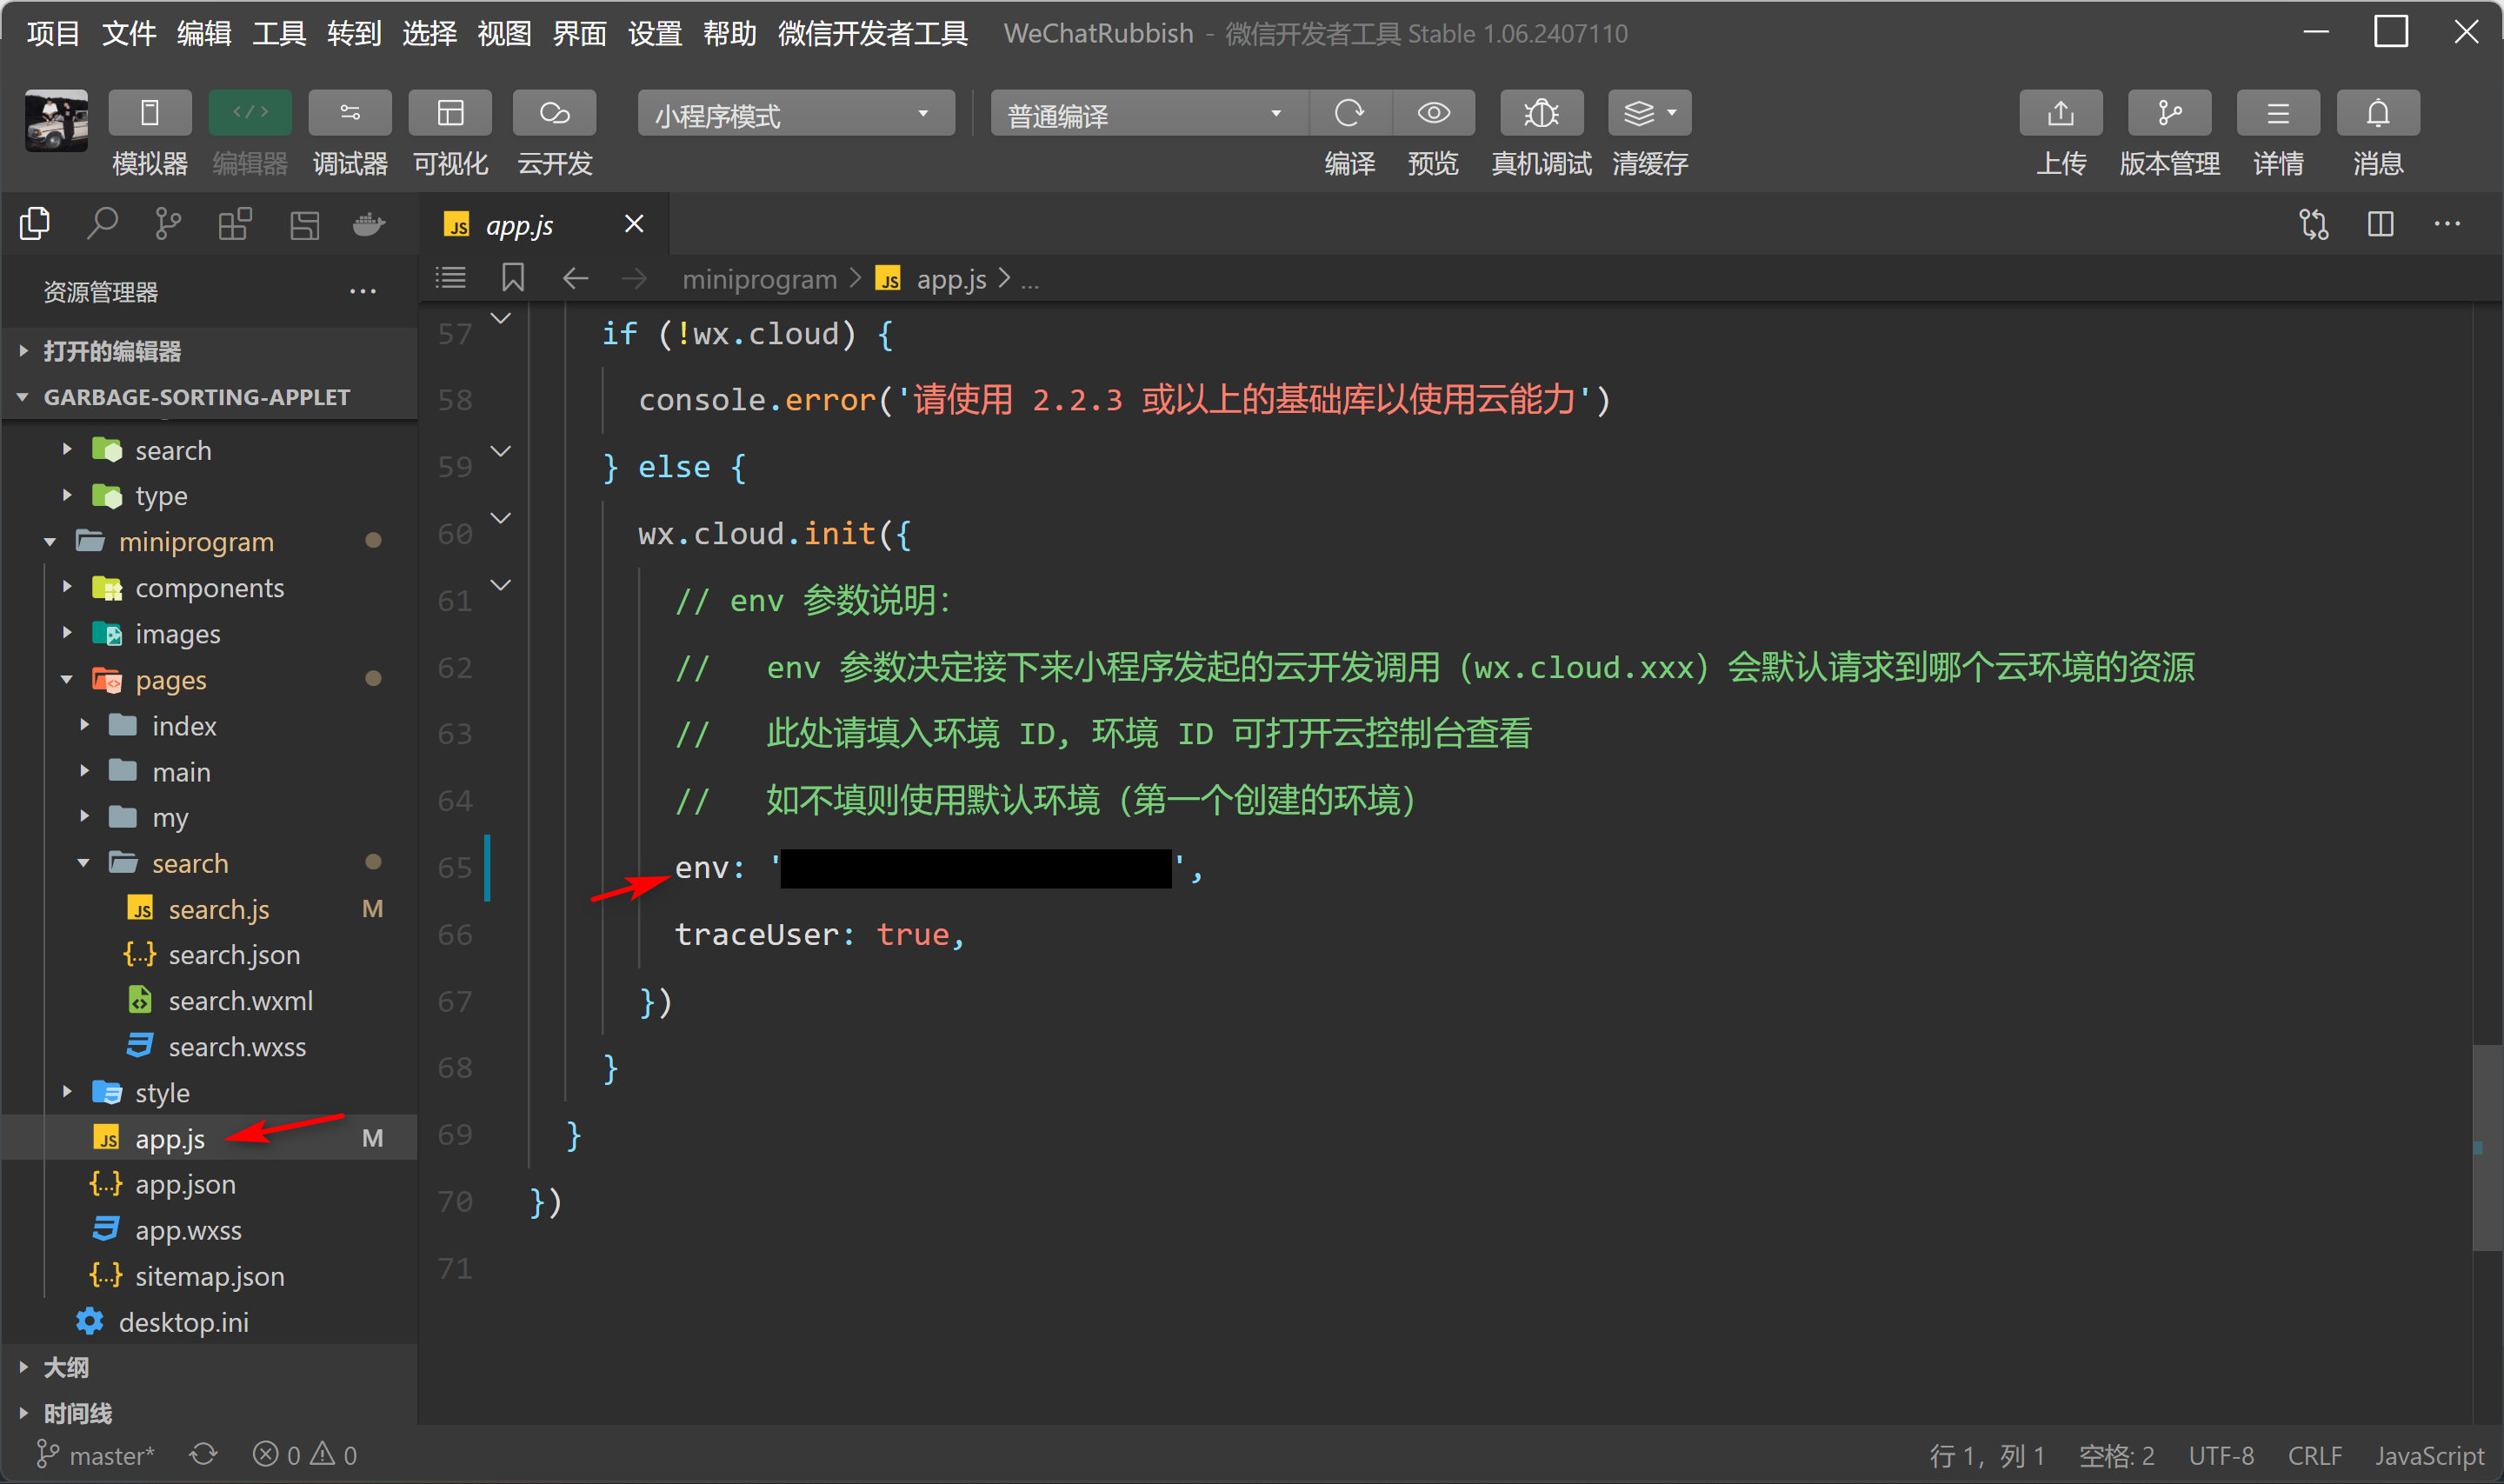 项目 文件 编辑 工具 转到 选择 视图 界面 设置 帮助 微信开发者工具 WeChatRubbish - 微信开发者工具 Stable 1.06.2407110
小程序模式 普通编译
模拟器 编辑器 调试器 可视化 云开发 编译 预览 真机调试 清缓存 上传 版本管理 详情 消息
JS app.js
资源管理器
miniprogram > JS app.js > ...
打开的编辑器
GARBAGE-SORTING-APPLET
search
type
miniprogram
components
images
pages
index
main
my
search
JS search.js M
{...} search.json
search.wxml
search.wxss
style
JS app.js M
{...} app.json
app.wxss
{...} sitemap.json
desktop.ini
大纲
时间线
57 if (!wx.cloud) {
58 console.error('请使用 2.2.3 或以上的基础库以使用云能力')
59 } else {
60 wx.cloud.init({
61 // env 参数说明：
62 // env 参数决定接下来小程序发起的云开发调用（wx.cloud.xxx）会默认请求到哪个云环境的资源
63 // 此处请填入环境 ID, 环境 ID 可打开云控制台查看
64 // 如不填则使用默认环境（第一个创建的环境）
65 env: '',
66 traceUser: true,
67 })
68 }
69 }
70 })
71
master* 0 0 行 1，列 1 空格: 2 UTF-8 CRLF JavaScript